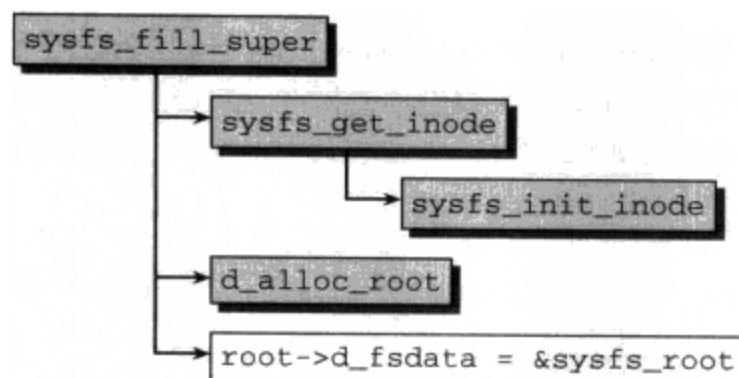 sysfs_fill_super
sysfs_get_inode
sysfs_init_inode
d_alloc_root
root->d_fsdata = &sysfs_root